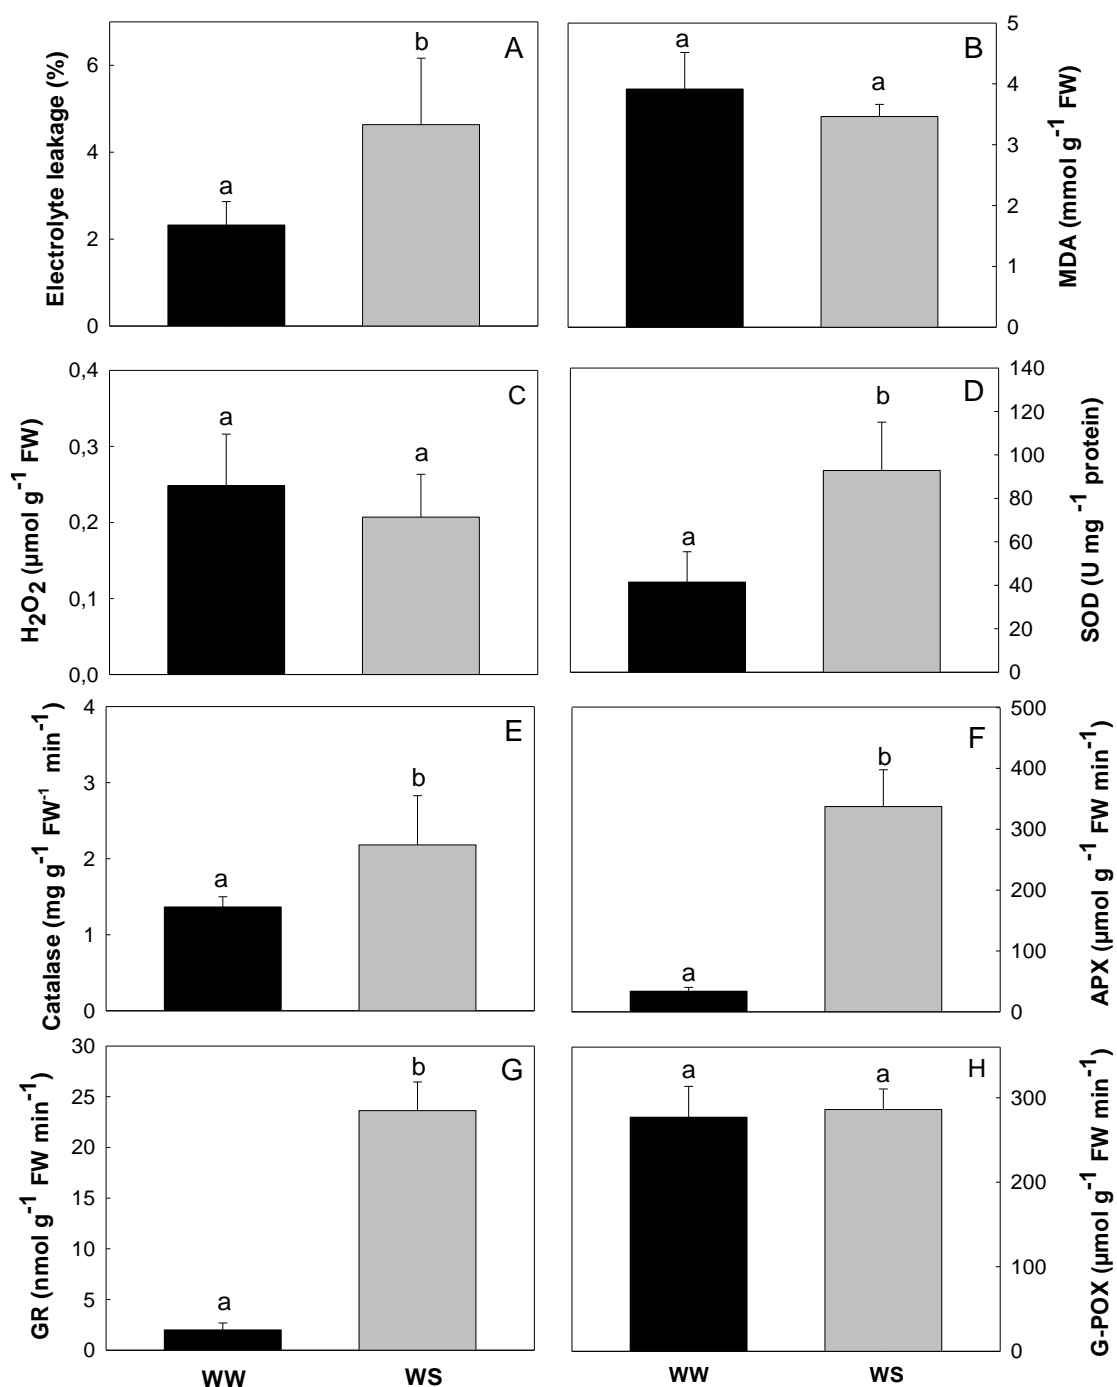 A
Electrolyte leakage (%)
6
4
2
0
a
b
B
MDA (mmol g⁻¹ FW)
5
4
3
2
1
0
a
a
C
H₂O₂ (µmol g⁻¹ FW)
0,4
0,3
0,2
0,1
0,0
a
a
D
SOD (U mg ⁻¹ protein)
140
120
100
80
60
40
20
0
a
b
E
Catalase (mg g⁻¹ FW⁻¹ min⁻¹)
4
3
2
1
0
a
b
F
APX (µmol g⁻¹ FW min⁻¹)
500
400
300
200
100
0
a
b
G
GR (nmol g⁻¹ FW min⁻¹)
30
25
20
15
10
5
0
a
b
WW
WS
H
G-POX (µmol g⁻¹ FW min⁻¹)
300
200
100
0
a
a
WW
WS